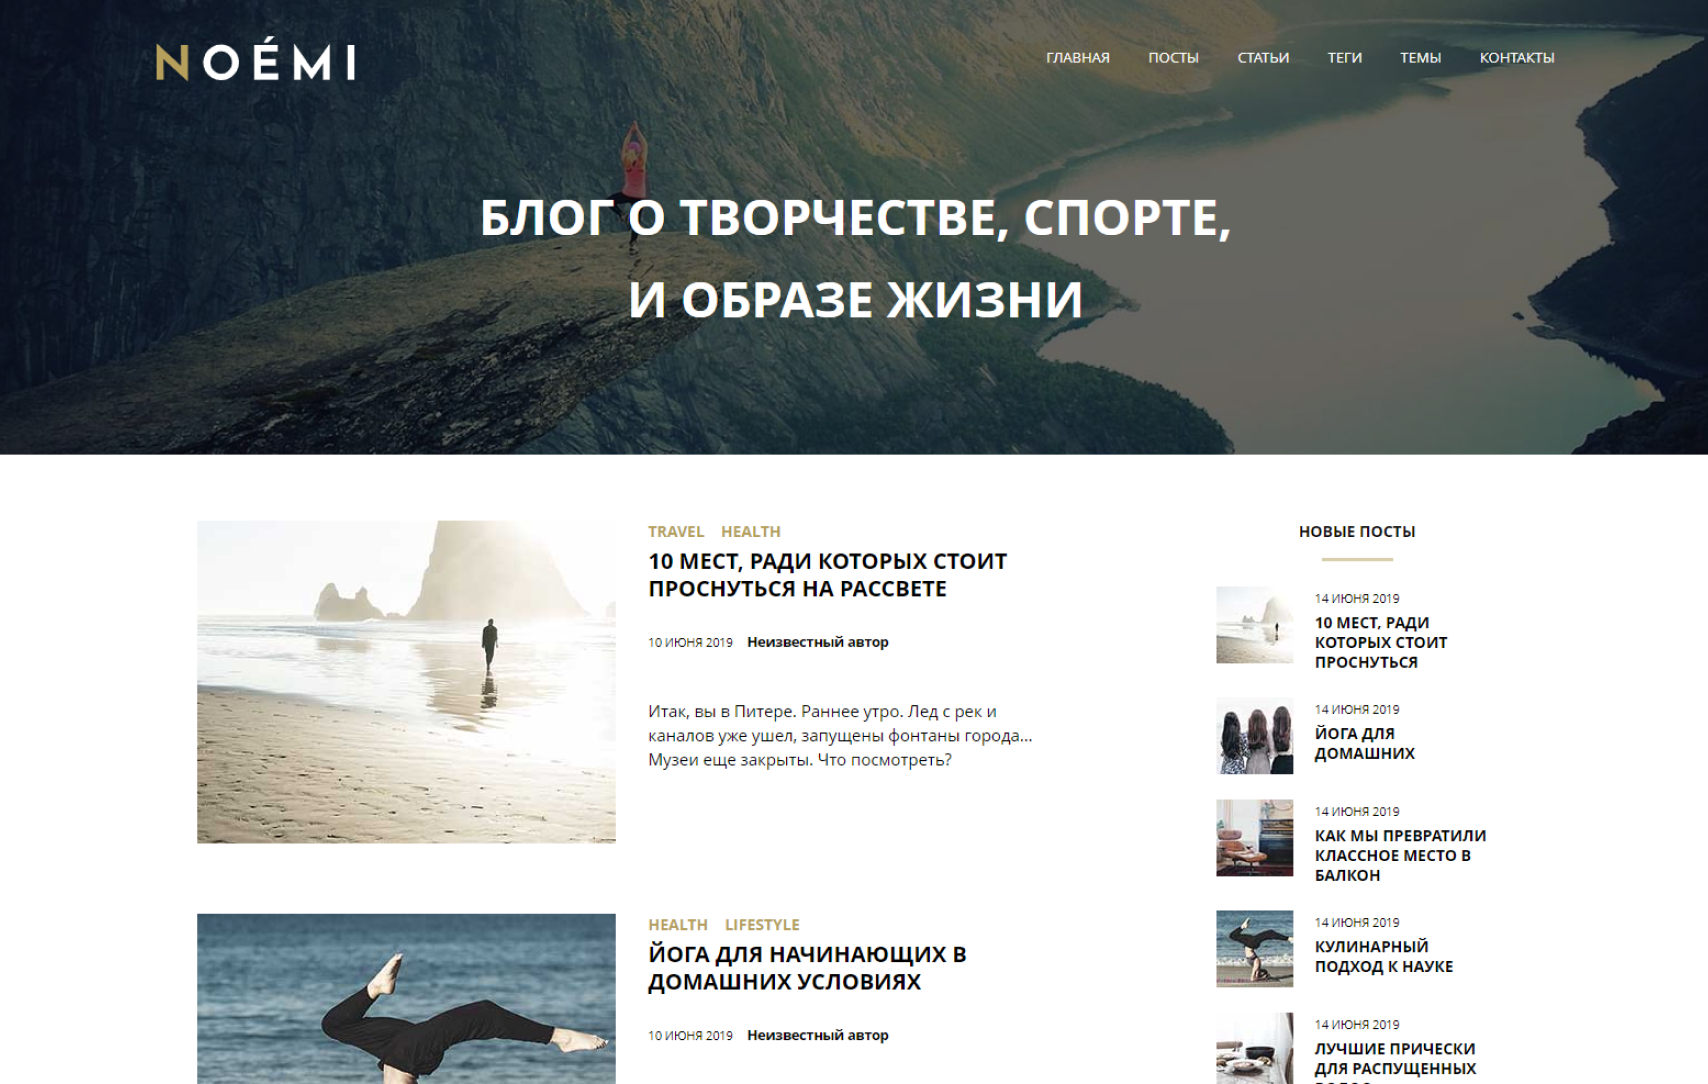 NOÉMI
ГЛАВНАЯ ПОСТЫ СТАТЬИ ТЕГИ ТЕМЫ КОНТАКТЫ
БЛОГ О ТВОРЧЕСТВЕ, СПОРТЕ,
И ОБРАЗЕ ЖИЗНИ
TRAVEL HEALTH
10 МЕСТ, РАДИ КОТОРЫХ СТОИТ
ПРОСНУТЬСЯ НА РАССВЕТЕ
10 ИЮНЯ 2019 Неизвестный автор
Итак, вы в Питере. Раннее утро. Лед с рек и
каналов уже ушел, запущены фонтаны города...
Музеи еще закрыты. Что посмотреть?
HEALTH LIFESTYLE
ЙОГА ДЛЯ НАЧИНАЮЩИХ В
ДОМАШНИХ УСЛОВИЯХ
10 ИЮНЯ 2019 Неизвестный автор
НОВЫЕ ПОСТЫ
14 ИЮНЯ 2019
10 МЕСТ, РАДИ
КОТОРЫХ СТОИТ
ПРОСНУТЬСЯ
14 ИЮНЯ 2019
ЙОГА ДЛЯ
ДОМАШНИХ
14 ИЮНЯ 2019
КАК МЫ ПРЕВРАТИЛИ
КЛАССНОЕ МЕСТО В
БАЛКОН
14 ИЮНЯ 2019
КУЛИНАРНЫЙ
ПОДХОД К НАУКЕ
14 ИЮНЯ 2019
ЛУЧШИЕ ПРИЧЕСКИ
ДЛЯ РАСПУЩЕННЫХ